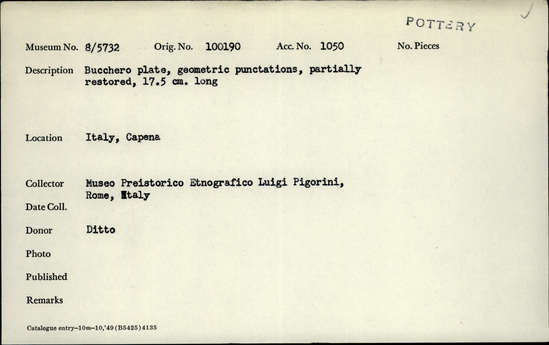 POTTERY
Museum No. 8/5732 Orig. No. 100190 Acc. No. 1050 No. Pieces
Description Bucchero plate, geometric punctations, partially
restored, 17.5 cm. long
Location Italy, Capena
Collector Museo Preistorico Etnografico Luigi Pigorini,
Rome, Italy
Date Coll.
Donor Ditto
Photo
Published
Remarks
Catalogue entry—10m—10,'49 (B5425) 4135